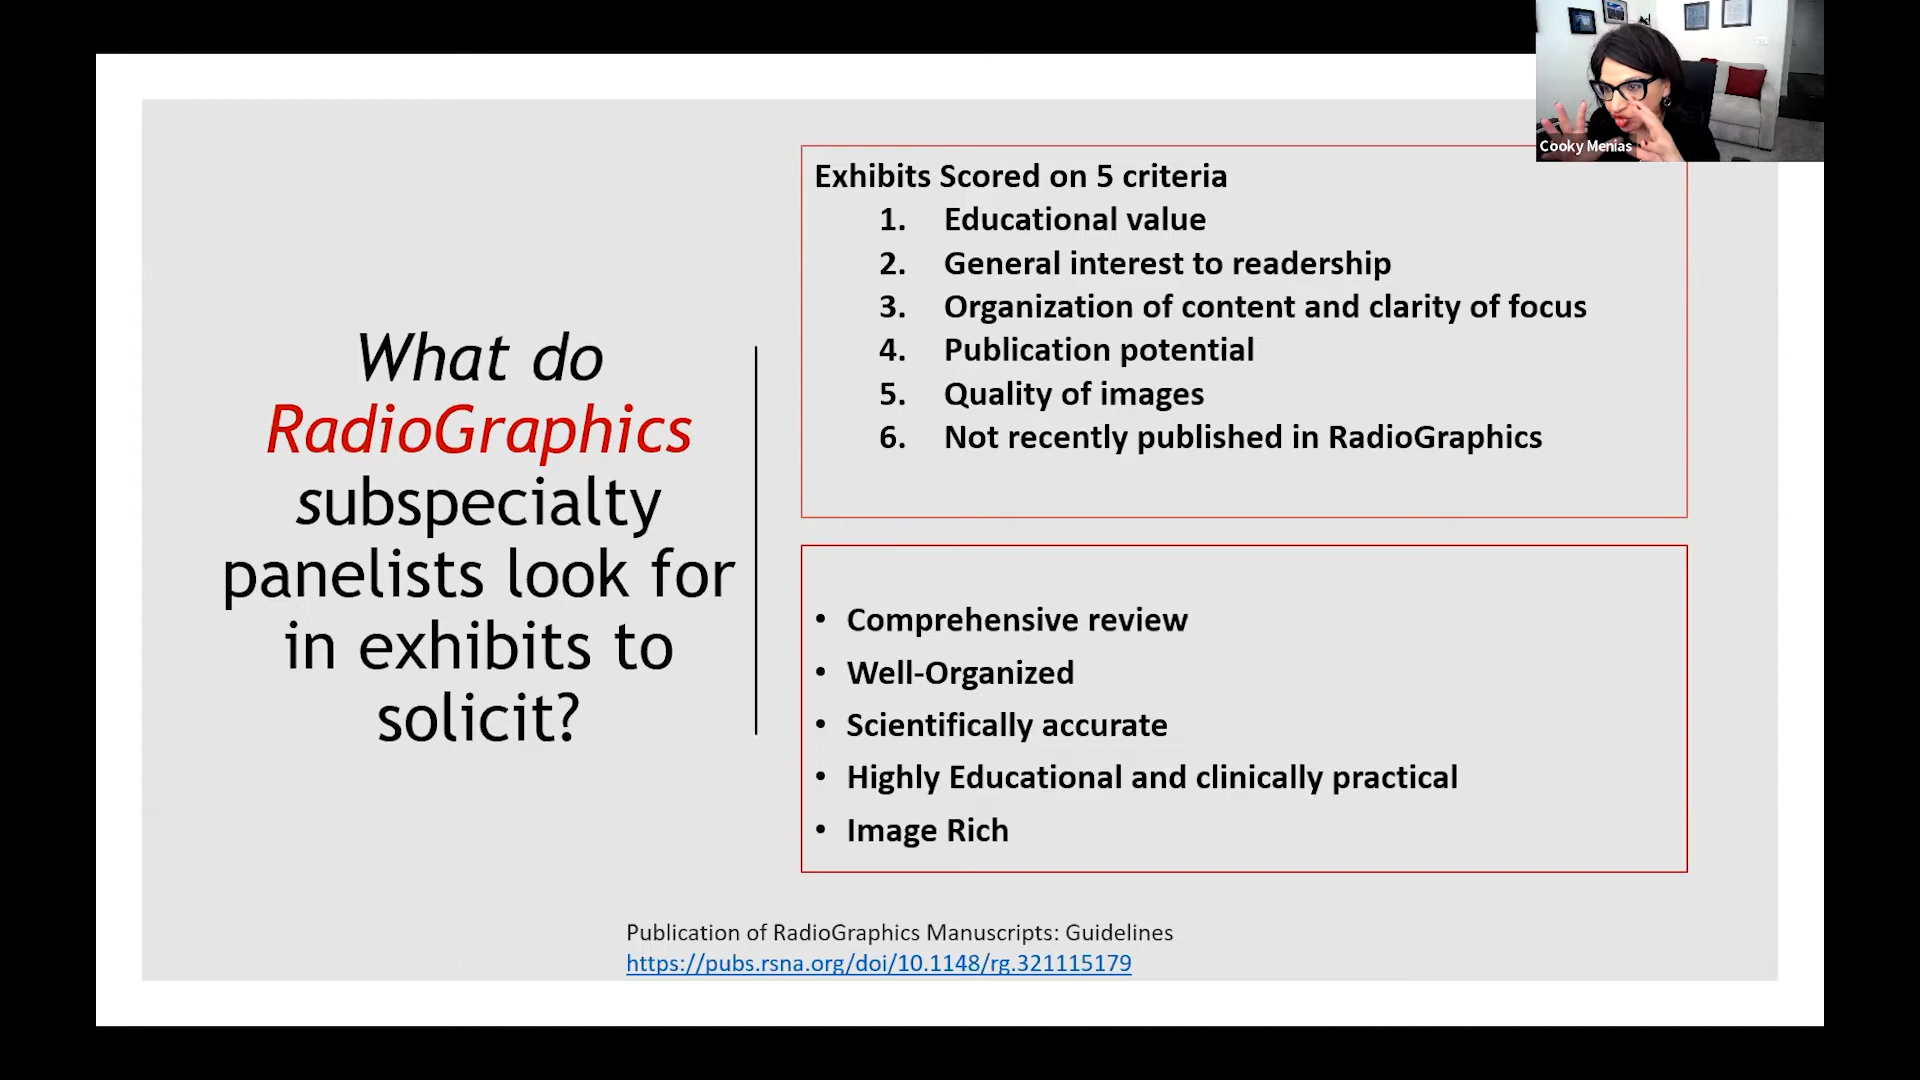 What do
RadioGraphics
subspecialty
panelists look for
in exhibits to
solicit?
Exhibits Scored on 5 criteria
1. Educational value
2. General interest to readership
3. Organization of content and clarity of focus
4. Publication potential
5. Quality of images
6. Not recently published in RadioGraphics
• Comprehensive review
• Well-Organized
• Scientifically accurate
• Highly Educational and clinically practical
• Image Rich
Publication of RadioGraphics Manuscripts: Guidelines
https://pubs.rsna.org/doi/10.1148/rg.321115179
Cooky Menias